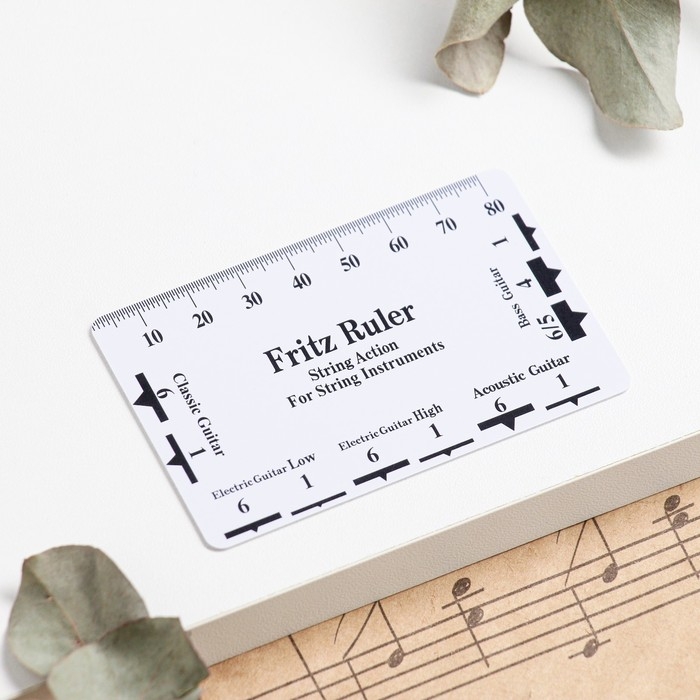 10 20 30 40 50 60 70 80
Fritz Ruler
String Action
For String Instruments
Classic Guitar
6 1
Bass Guitar
1 4 6/5
Electric Guitar Low
6 1
Electric Guitar High
6 1
Acoustic Guitar
6 1